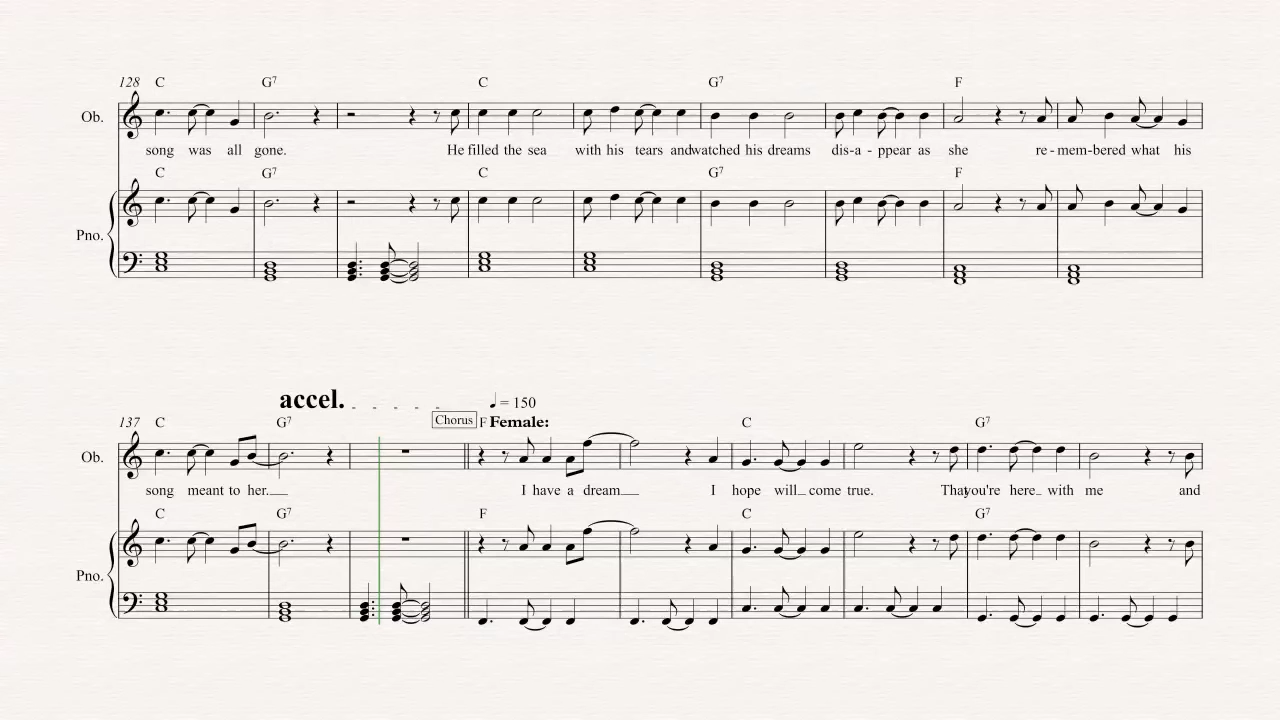 128 C G7 C G7 F
Ob.
song was all gone. He filled the sea with his tears and watched his dreams dis-a - ppear as she re - mem-bered what his
C G7 C G7 F
Pno.
accel. ♩ = 150
137 C G7 Chorus F Female: C G7
Ob.
song meant to her. I have a dream I hope will come true. That you're here with me and
C G7 F C G7
Pno.